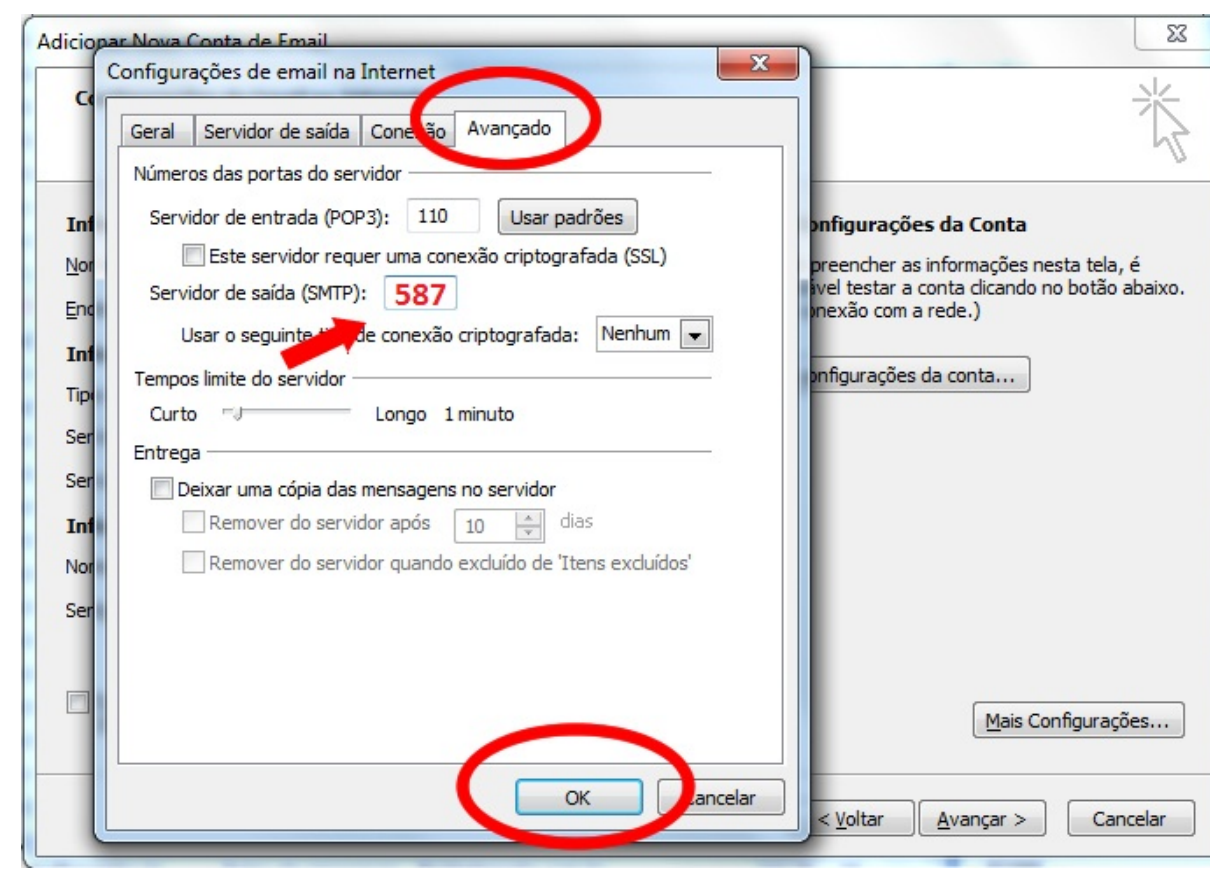 Adicionar Nova Conta de Email
Configurações de email na Internet
Geral Servidor de saída Conexão Avançado
Números das portas do servidor
Servidor de entrada (POP3): 110 Usar padrões
Este servidor requer uma conexão criptografada (SSL)
Servidor de saída (SMTP): 587
Usar o seguinte de conexão criptografada: Nenhum
Tempos limite do servidor
Curto Longo 1 minuto
Entrega
Deixar uma cópia das mensagens no servidor
Remover do servidor após 10 dias
Remover do servidor quando excluído de 'Itens excluídos'
OK Cancelar
onfigurações da Conta
preencher as informações nesta tela, é
ável testar a conta clicando no botão abaixo.
onexão com a rede.)
onfigurações da conta...
Mais Configurações...
< Voltar Avançar > Cancelar